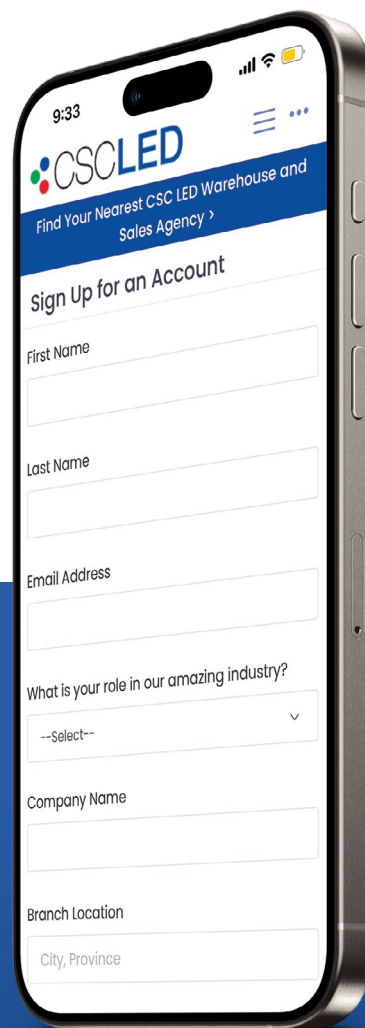 9:33
CSCLED
Find Your Nearest CSC LED Warehouse and
Sales Agency >
Sign Up for an Account
First Name
Last Name
Email Address
What is your role in our amazing industry?
--Select--
Company Name
Branch Location
City, Province